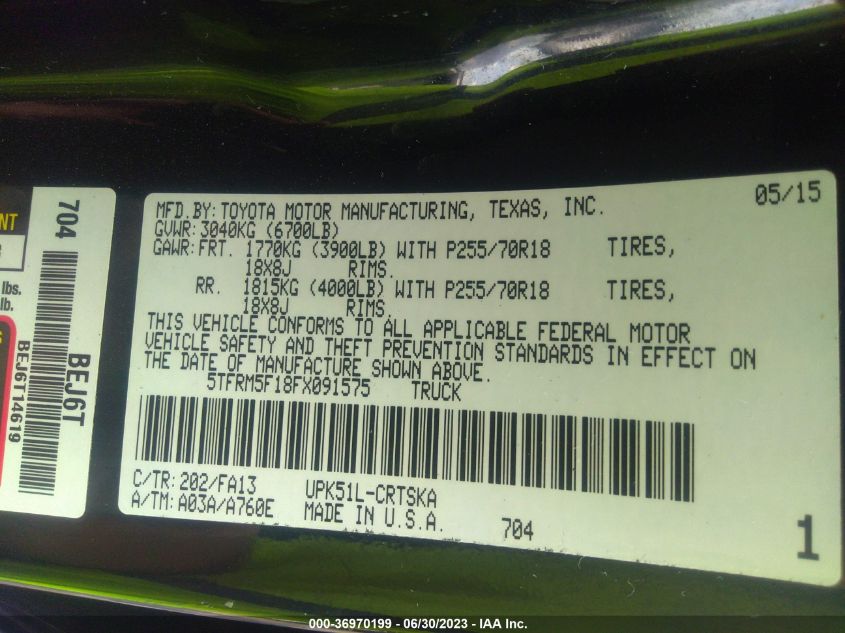 704
BEJ6T
BEJ6T14619
NT
lbs.
lb.
MFD.BY:TOYOTA MOTOR MANUFACTURING, TEXAS, INC. 05/15
GVWR:3040KG (6700LB)
GAWR:FRT. 1770KG (3900LB) WITH P255/70R18 TIRES,
18X8J RIMS.
RR. 1815KG (4000LB) WITH P255/70R18 TIRES,
18X8J RIMS.
THIS VEHICLE CONFORMS TO ALL APPLICABLE FEDERAL MOTOR
VEHICLE SAFETY AND THEFT PREVENTION STANDARDS IN EFFECT ON
THE DATE OF MANUFACTURE SHOWN ABOVE.
5TFRM5F18FX091575 TRUCK
C/TR:202/FA13 UPK51L-CRTSKA
A/TM:A03A/A760E MADE IN U.S.A. 704
1
000-36970199 - 06/30/2023 - IAA Inc.